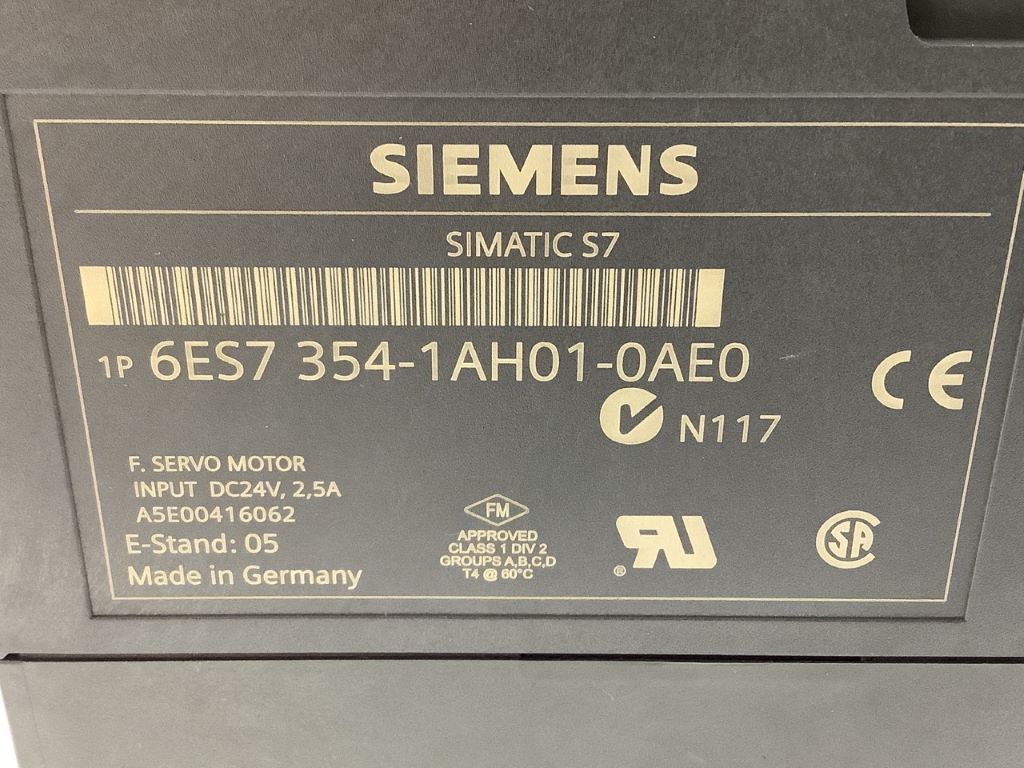 SIEMENS
SIMATIC S7
1P 6ES7 354-1AH01-0AE0
CE
N117
F. SERVO MOTOR
INPUT DC24V, 2,5A
A5E00416062
E-Stand: 05
Made in Germany
FM
APPROVED
CLASS 1 DIV 2
GROUPS A,B,C,D
T4 @ 60°C
RU
®
SA